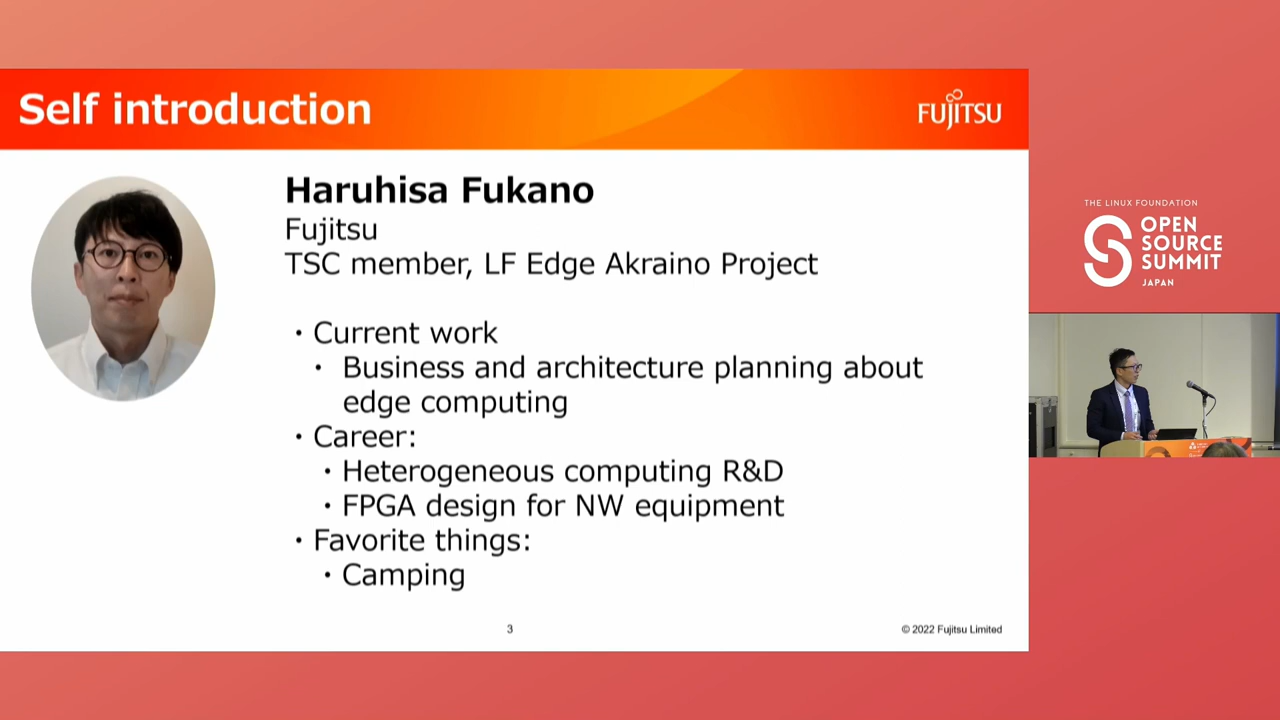 Self introduction
FUJITSU
Haruhisa Fukano
Fujitsu
TSC member, LF Edge Akraino Project
・Current work
・Business and architecture planning about
edge computing
・Career:
・Heterogeneous computing R&D
・FPGA design for NW equipment
・Favorite things:
・Camping
3
© 2022 Fujitsu Limited
THE LINUX FOUNDATION
OPEN
SOURCE
SUMMIT
JAPAN